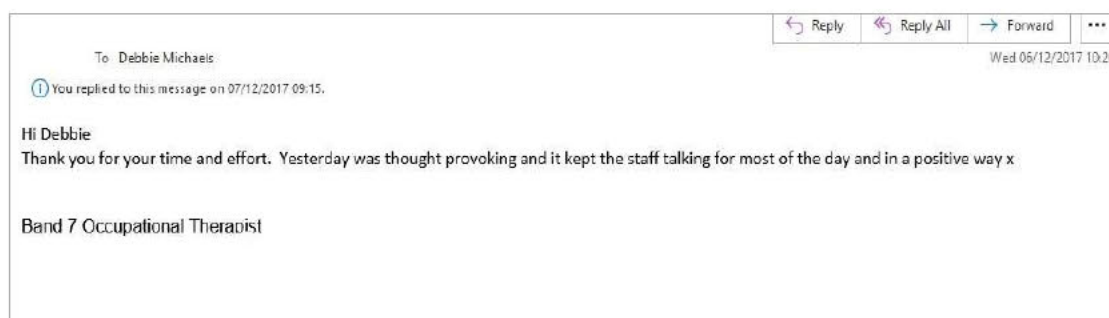 Reply Reply All Forward ...
To Debbie Michaels
Wed 06/12/2017 10:2
You replied to this message on 07/12/2017 09:15.
Hi Debbie
Thank you for your time and effort. Yesterday was thought provoking and it kept the staff talking for most of the day and in a positive way x
Band 7 Occupational Therapist